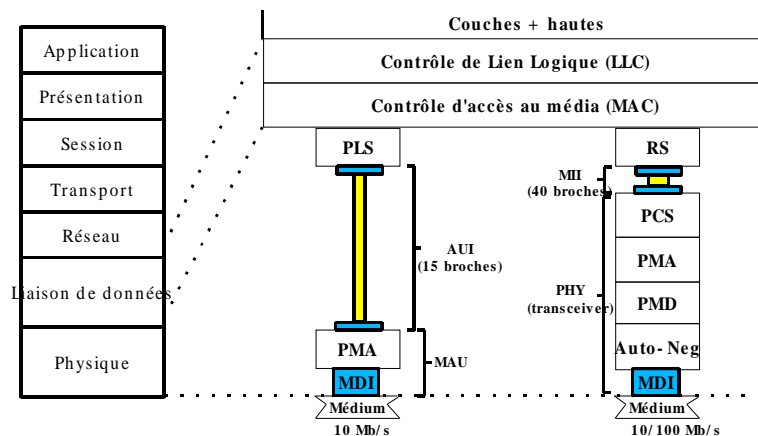 Application
Présentation
Session
Transport
Réseau
Liaison de données
Physique
Couches + hautes
Contrôle de Lien Logique (LLC)
Contrôle d'accès au média (MAC)
PLS
AUI
(15 broches)
PMA
MAU
MDI
Médium
10 Mb/s
RS
MII
(40 broches)
PCS
PMA
PHY
(transceiver)
PMD
Auto-Neg
MDI
Médium
10/100 Mb/s